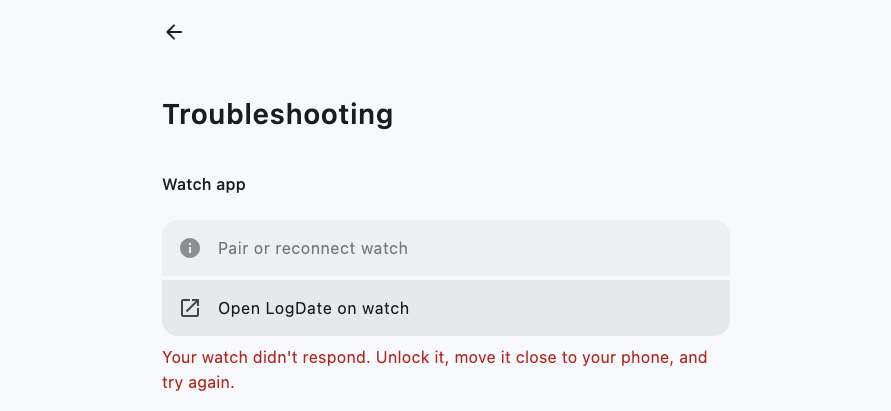 Troubleshooting
Watch app
Pair or reconnect watch
Open LogDate on watch
Your watch didn't respond. Unlock it, move it close to your phone, and
try again.